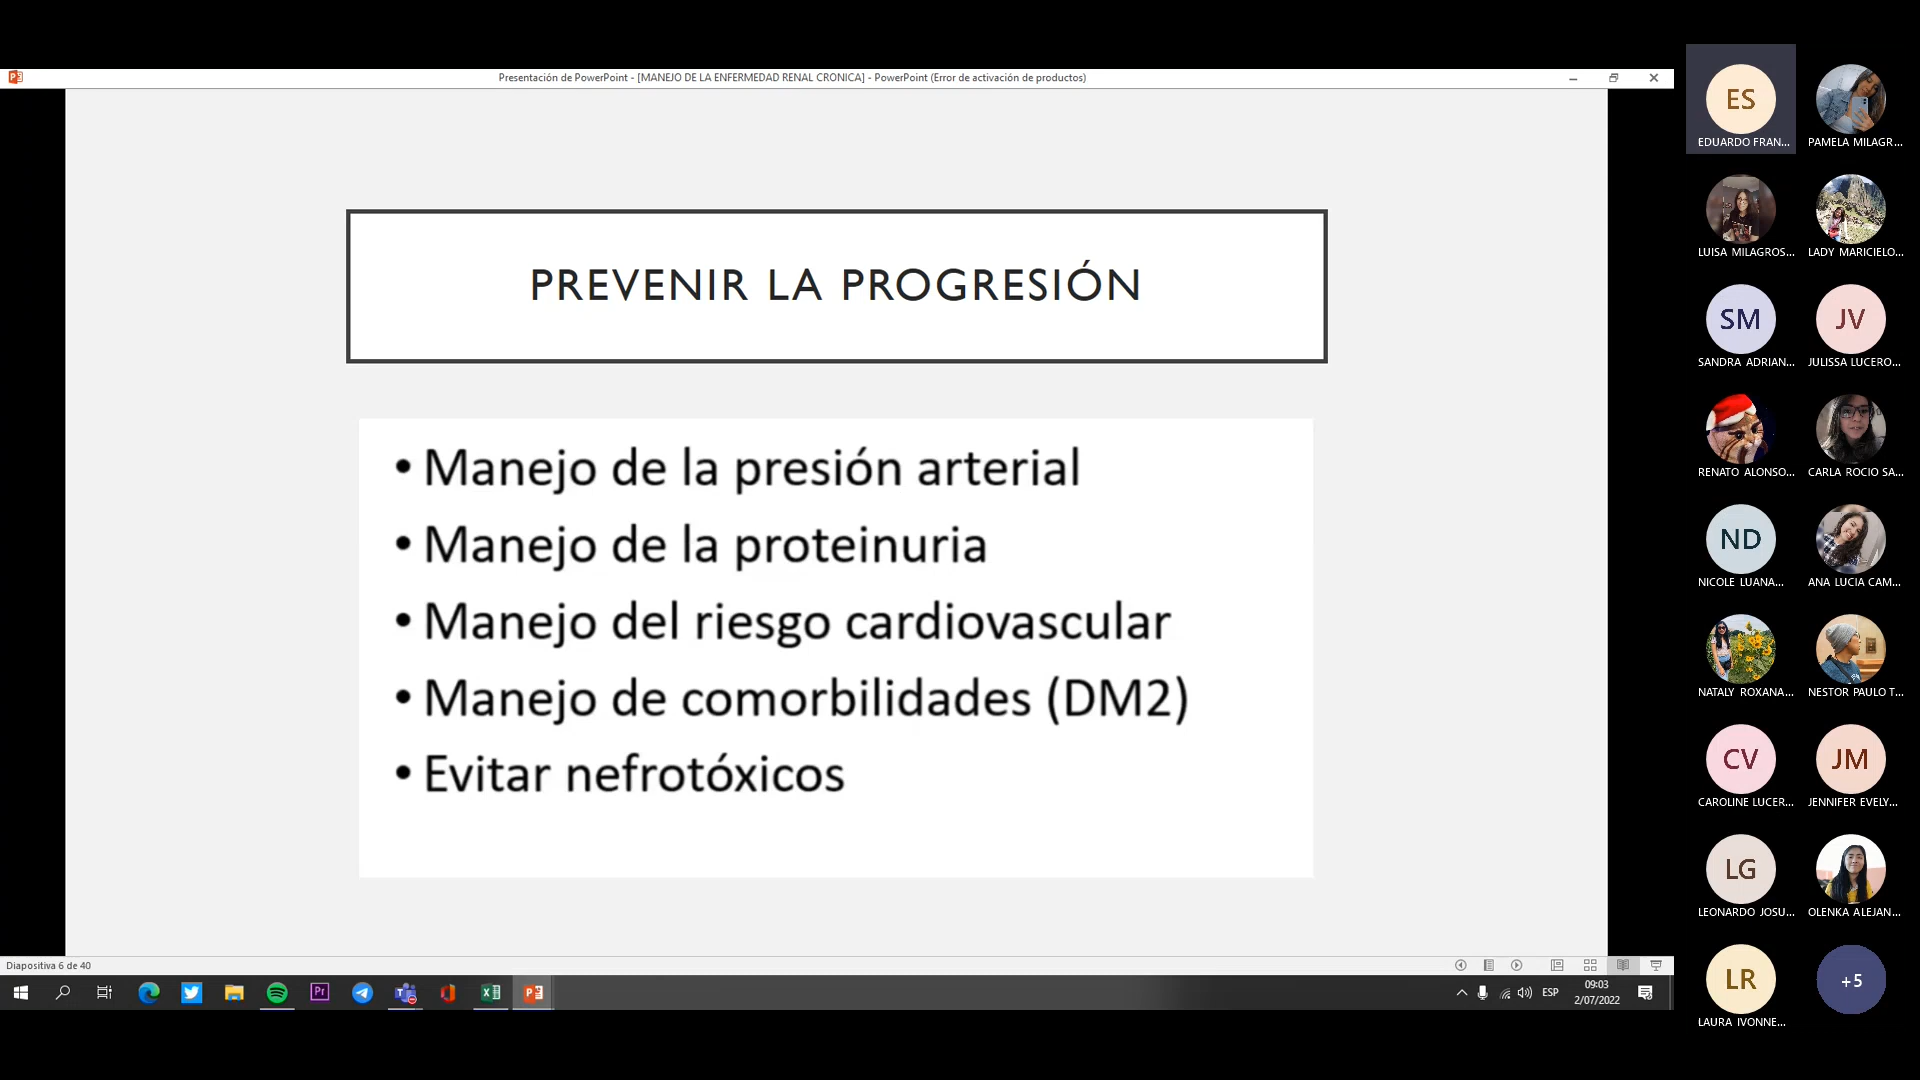 Presentación de PowerPoint - [MANEJO DE LA ENFERMEDAD RENAL CRONICA] - PowerPoint (Error de activación de productos)
PREVENIR LA PROGRESIÓN
• Manejo de la presión arterial
• Manejo de la proteinuria
• Manejo del riesgo cardiovascular
• Manejo de comorbilidades (DM2)
• Evitar nefrotóxicos
Diapositiva 6 de 40
Pr
ESP
09:03
2/07/2022
ES
EDUARDO FRAN...
PAMELA MILAGR...
LUISA MILAGROS...
LADY MARICIELO...
SM
SANDRA ADRIAN...
JV
JULISSA LUCERO...
RENATO ALONSO...
CARLA ROCIO SA...
ND
NICOLE LUANA...
ANA LUCIA CAM...
NATALY ROXANA...
NESTOR PAULO T...
CV
CAROLINE LUCER...
JM
JENNIFER EVELY...
LG
LEONARDO JOSU...
OLENKA ALEJAN...
LR
LAURA IVONNE...
+5